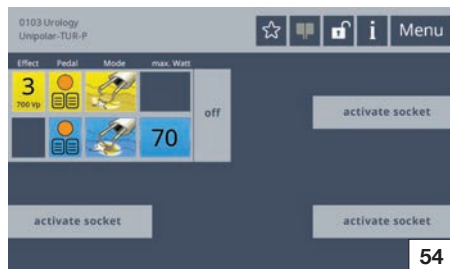 0103 Urology
Unipolar-TUR-P
i
Menu
Effect Pedal Mode max. Watt
3
700 Vp
off
70
activate socket
activate socket
activate socket
54